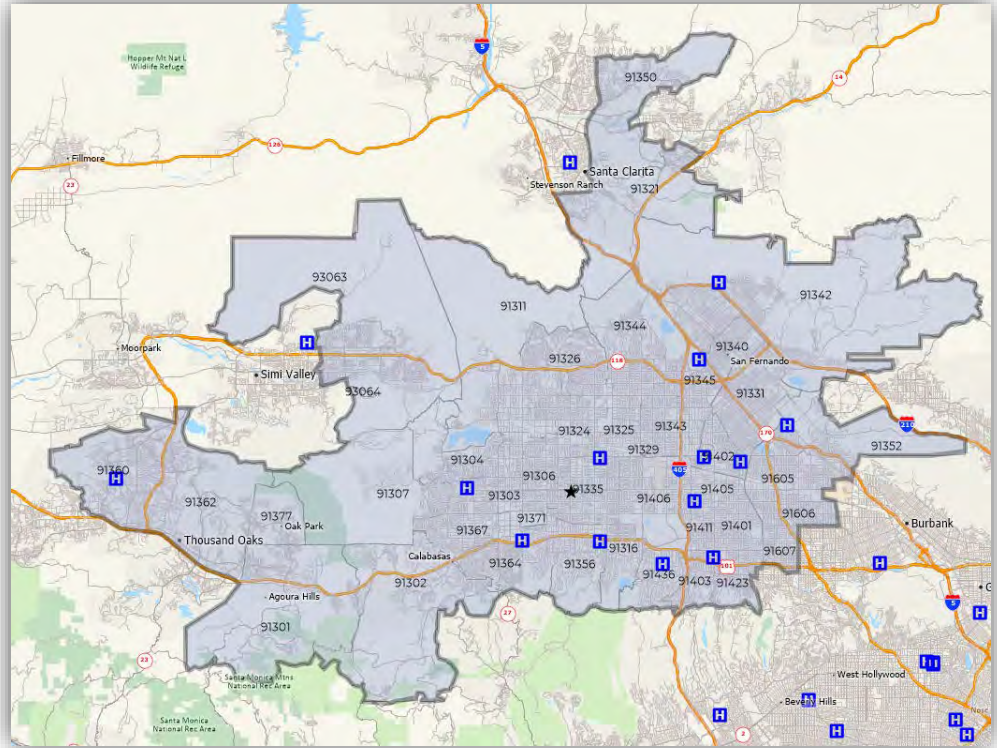 Hopper Mt Nat L
Wildlife Refuge
5
91350
14
Fillmore
126
23
H
Santa Clarita
Stevenson Ranch
91321
93063
91311
H
91342
91344
Moorpark
H
91326
118
91340
San Fernando
H
Simi Valley
91345
93064
91331
91324
91325
91343
170
H
210
91352
91360
H
91304
91329
H
H
91402
H
91362
91307
91306
91335
405
91605
H
91303
91406
91405
H
91377
Oak Park
91371
91606
91367
91411
91401
Burbank
Thousand Oaks
Calabasas
91364
H
H
91316
91607
91356
H
H
101
H
91302
91436
91403
91423
Agoura Hills
5
H
27
91301
23
Santa Monica Mtns
National Rec Area
West Hollywood
H
Beverly Hills
H
H
Santa Monica
National Rec Area
2
H
H
H